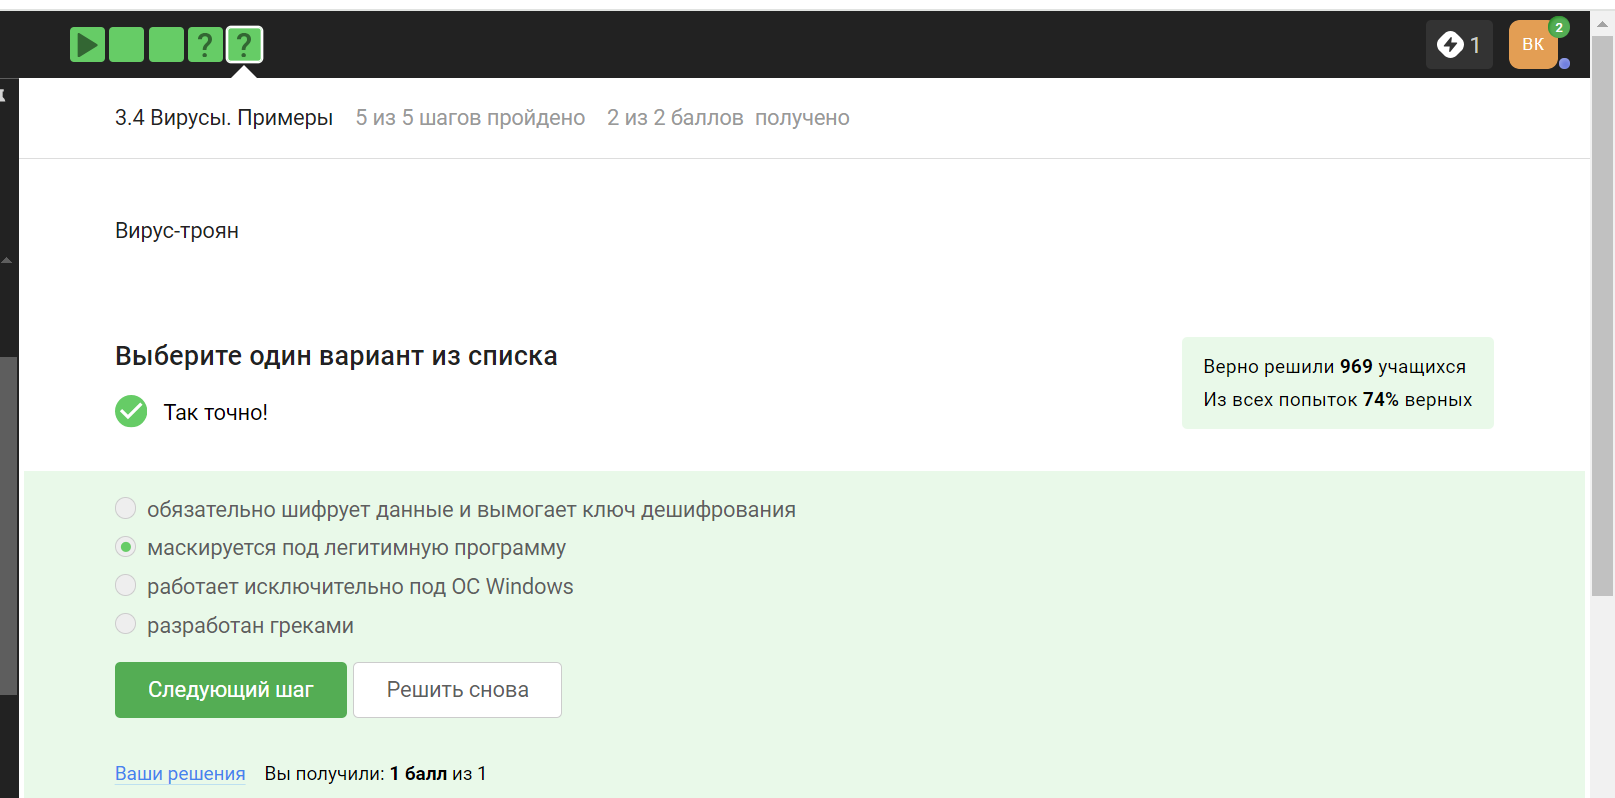 ? ?
1
ВК
2
3.4 Вирусы. Примеры 5 из 5 шагов пройдено 2 из 2 баллов получено
Вирус-троян
Выберите один вариант из списка
Так точно!
Верно решили 969 учащихся
Из всех попыток 74% верных
обязательно шифрует данные и вымогает ключ дешифрования
маскируется под легитимную программу
работает исключительно под ОС Windows
разработан греками
Следующий шаг
Решить снова
Ваши решения Вы получили: 1 балл из 1